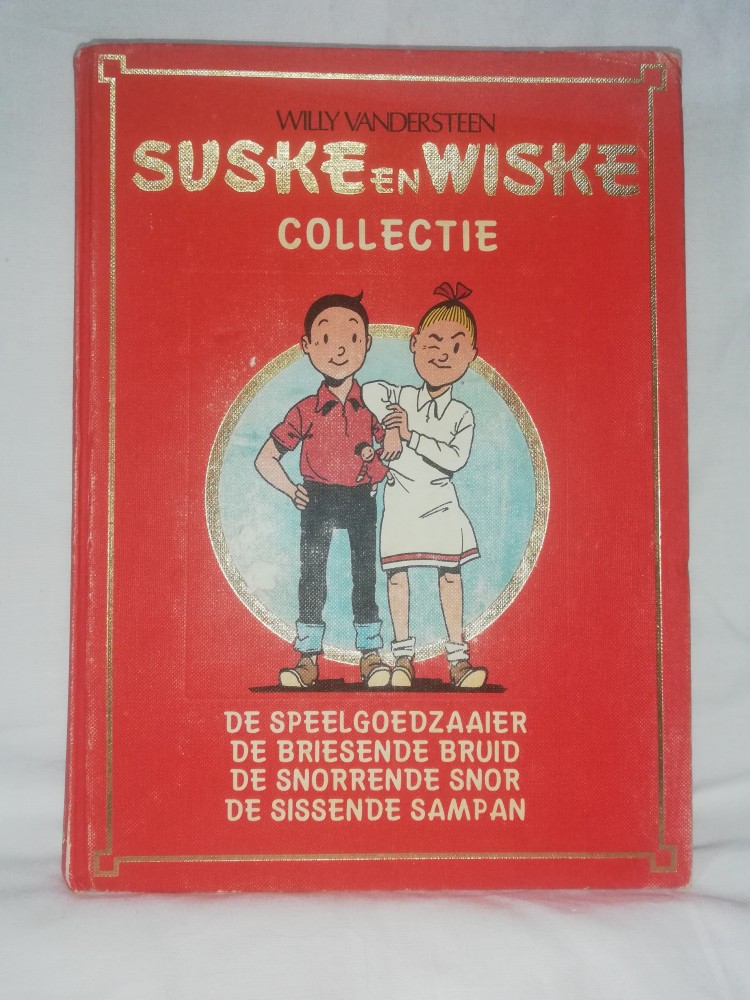 WILLY VANDERSTEEN
SUSKE EN WISKE
COLLECTIE
DE SPEELGOEDZAAIER
DE BRIESENDE BRUID
DE SNORRENDE SNOR
DE SISSENDE SAMPAN